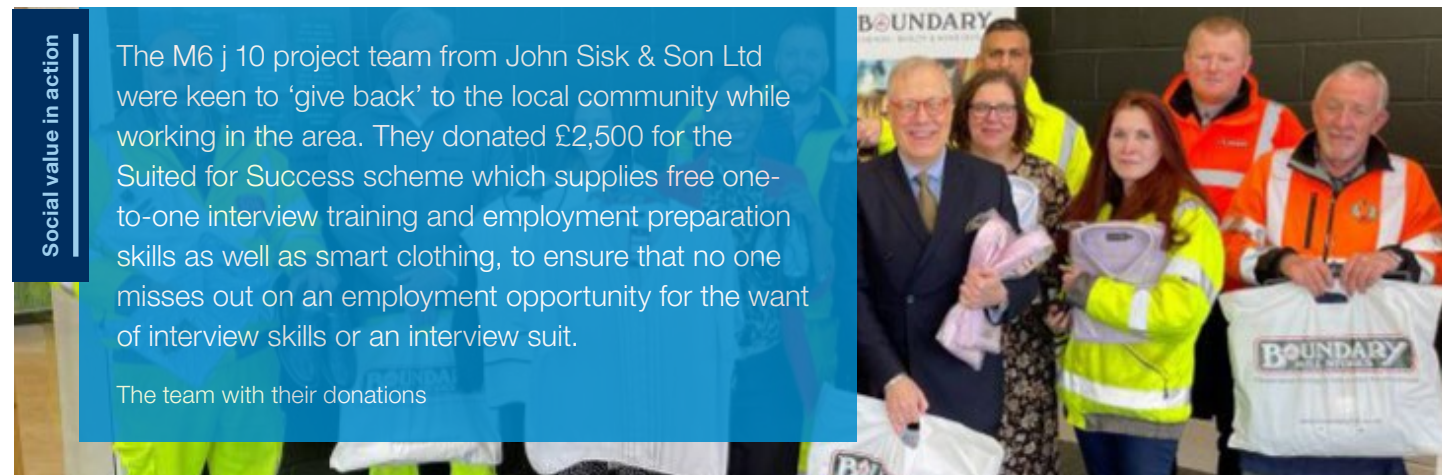 Social value in action
The M6 j 10 project team from John Sisk & Son Ltd
were keen to ‘give back’ to the local community while
working in the area. They donated £2,500 for the
Suited for Success scheme which supplies free one-
to-one interview training and employment preparation
skills as well as smart clothing, to ensure that no one
misses out on an employment opportunity for the want
of interview skills or an interview suit.
The team with their donations
BOUNDARY
BOUNDARY